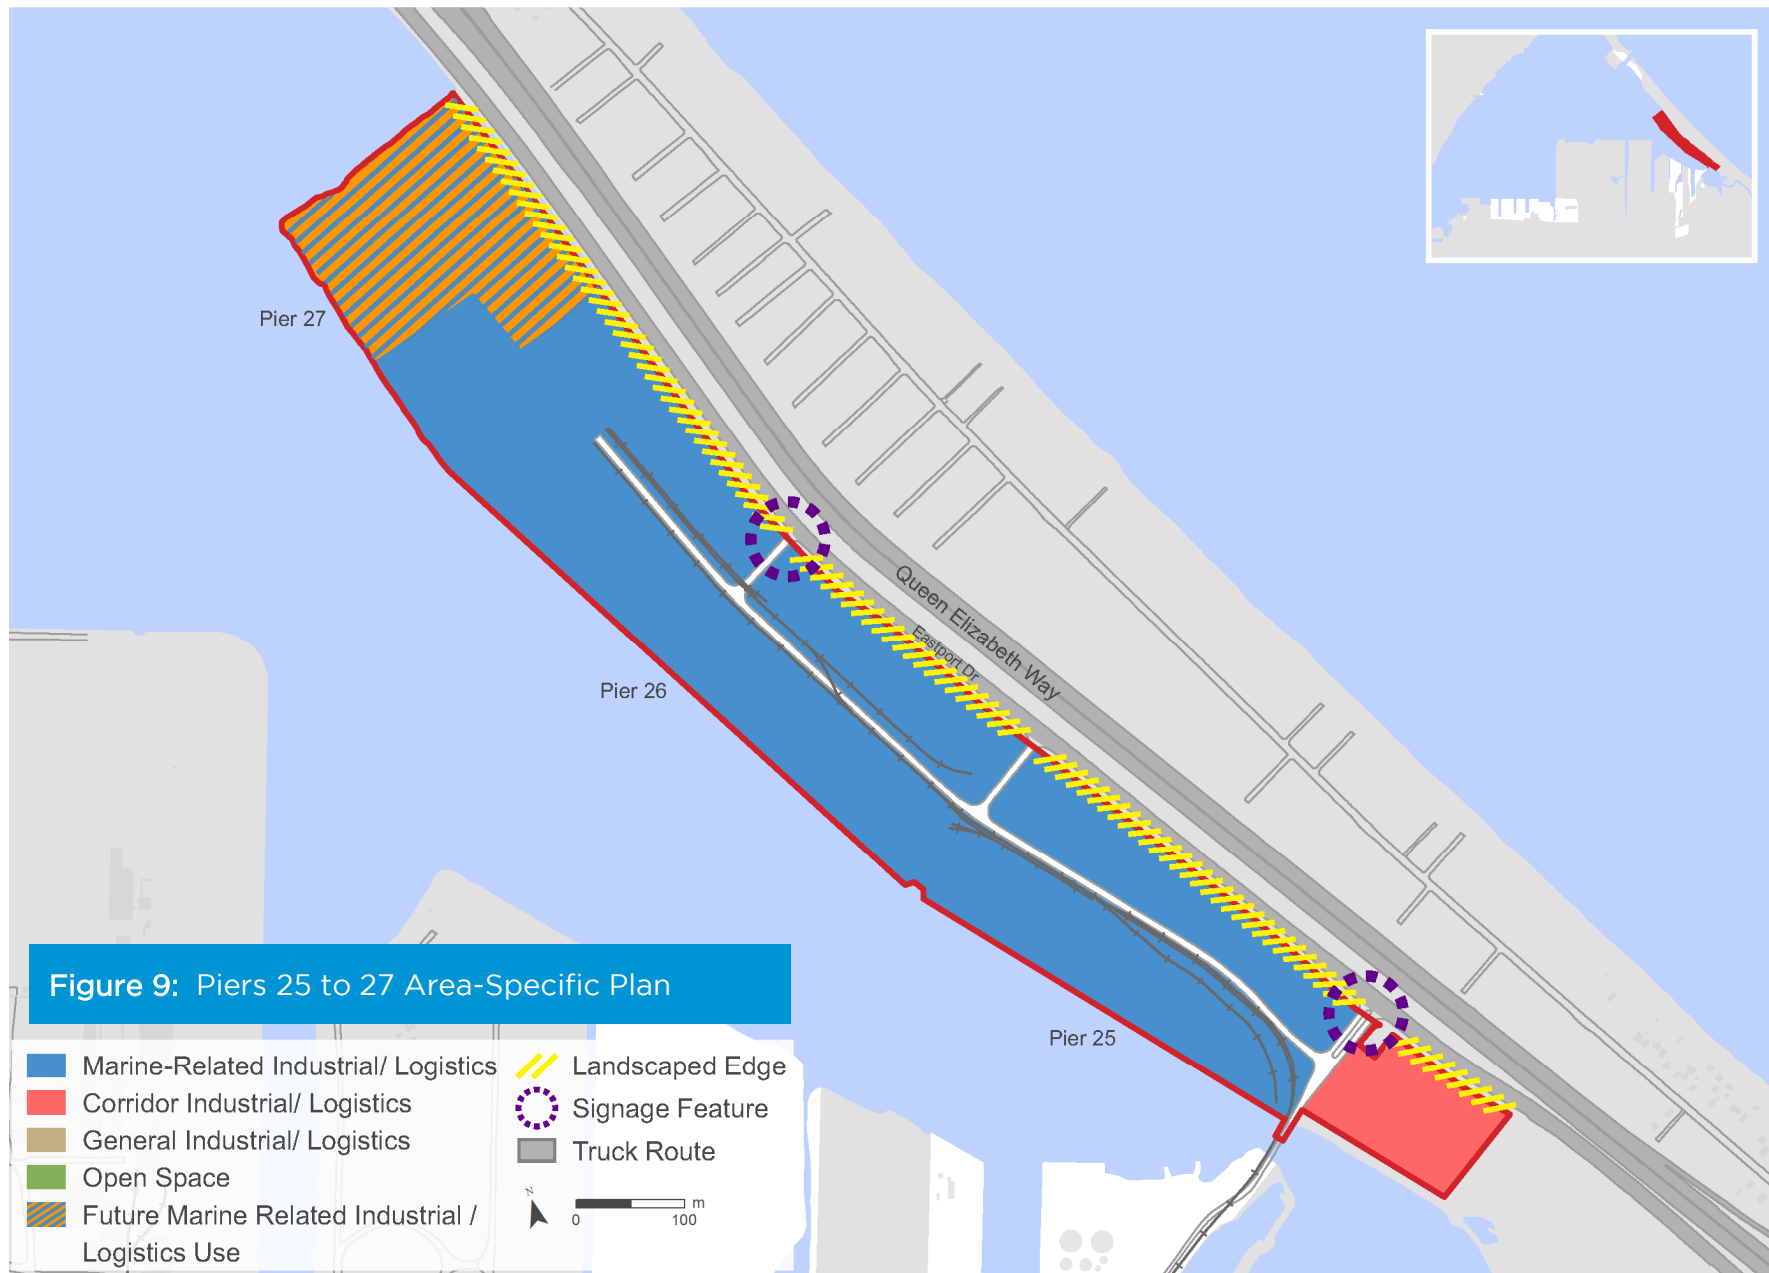 Pier 27
Queen Elizabeth Way
Eastport Dr
Pier 26
Pier 25
Figure 9: Piers 25 to 27 Area-Specific Plan
Marine-Related Industrial/ Logistics
Corridor Industrial/ Logistics
General Industrial/ Logistics
Open Space
Future Marine Related Industrial /
Logistics Use
Landscaped Edge
Signage Feature
Truck Route
N
m
0 100